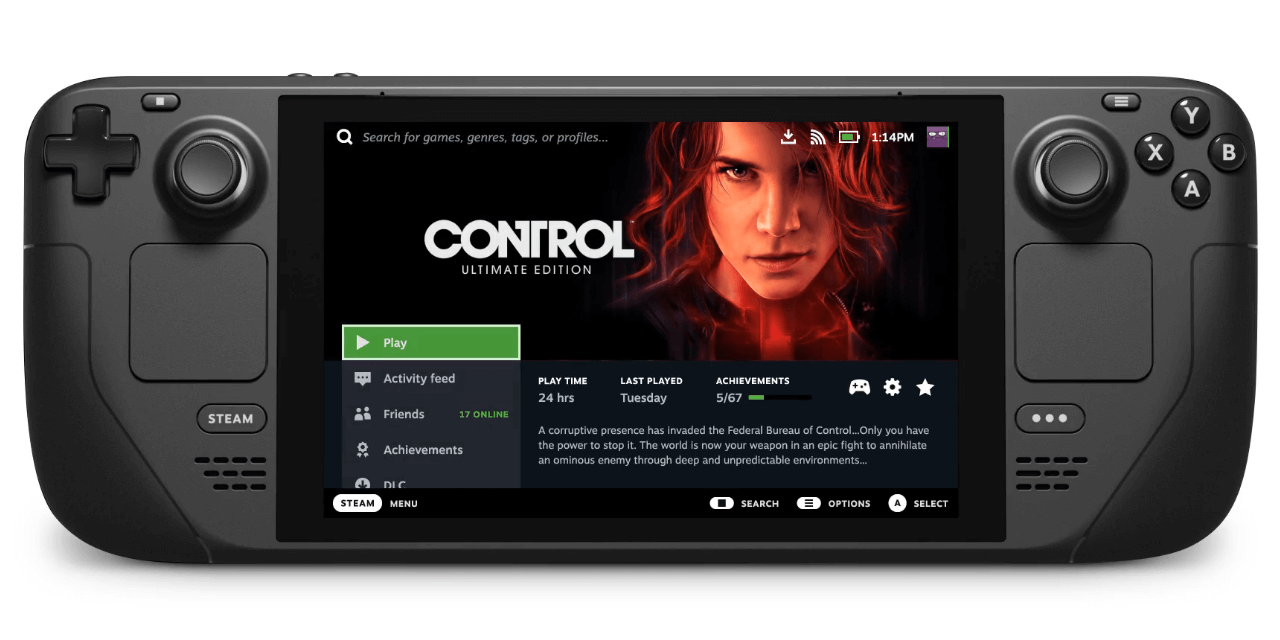 Search for games, genres, tags, or profiles...
1:14PM
CONTROL
ULTIMATE EDITION
Play
Activity feed
Friends 17 ONLINE
Achievements
DLC
PLAY TIME LAST PLAYED ACHIEVEMENTS
24 hrs Tuesday 5/67
A corruptive presence has invaded the Federal Bureau of Control...Only you have
the power to stop it. The world is now your weapon in an epic fight to annihilate
an ominous enemy through deep and unpredictable environments...
STEAM MENU
SEARCH OPTIONS A SELECT
STEAM
Y
X B
A